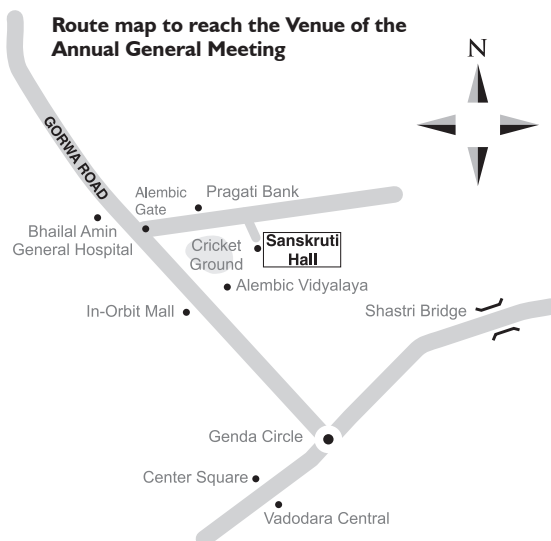 Route map to reach the Venue of the
Annual General Meeting
N
GORWA ROAD
Alembic
Gate
Pragati Bank
Bhailal Amin
General Hospital
Cricket
Ground
Sanskruti
Hall
Alembic Vidyalaya
In-Orbit Mall
Shastri Bridge
Genda Circle
Center Square
Vadodara Central